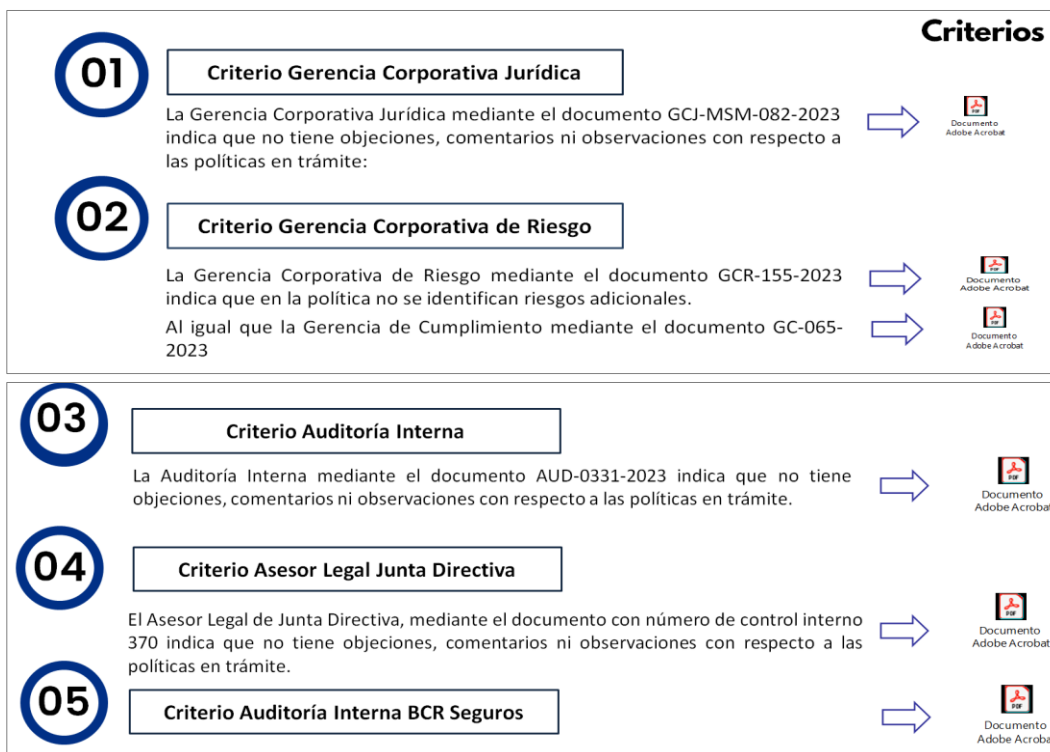 Criterios
01
Criterio Gerencia Corporativa Jurídica
La Gerencia Corporativa Jurídica mediante el documento GCJ-MSM-082-2023
indica que no tiene objeciones, comentarios ni observaciones con respecto a
las políticas en trámite:
Documento
Adobe Acrobat
02
Criterio Gerencia Corporativa de Riesgo
La Gerencia Corporativa de Riesgo mediante el documento GCR-155-2023
indica que en la política no se identifican riesgos adicionales.
Documento
Adobe Acrobat
Al igual que la Gerencia de Cumplimiento mediante el documento GC-065-
2023
Documento
Adobe Acrobat
03
Criterio Auditoría Interna
La Auditoría Interna mediante el documento AUD-0331-2023 indica que no tiene
objeciones, comentarios ni observaciones con respecto a las políticas en trámite.
PDF
Documento
Adobe Acrobat
04
Criterio Asesor Legal Junta Directiva
El Asesor Legal de Junta Directiva, mediante el documento con número de control interno
370 indica que no tiene objeciones, comentarios ni observaciones con respecto a las
políticas en trámite.
PDF
Documento
Adobe Acrobat
05
Criterio Auditoría Interna BCR Seguros
PDF
Documento
Adobe Acrobat